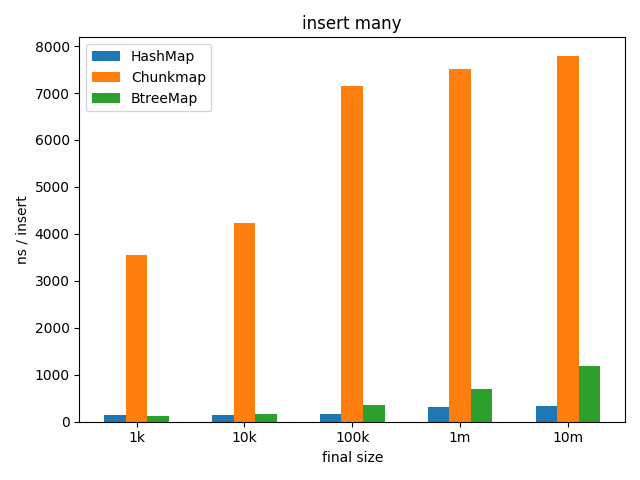 insert many
HashMap
Chunkmap
BtreeMap
ns / insert
8000
7000
6000
5000
4000
3000
2000
1000
0
1k 10k 100k 1m 10m
final size